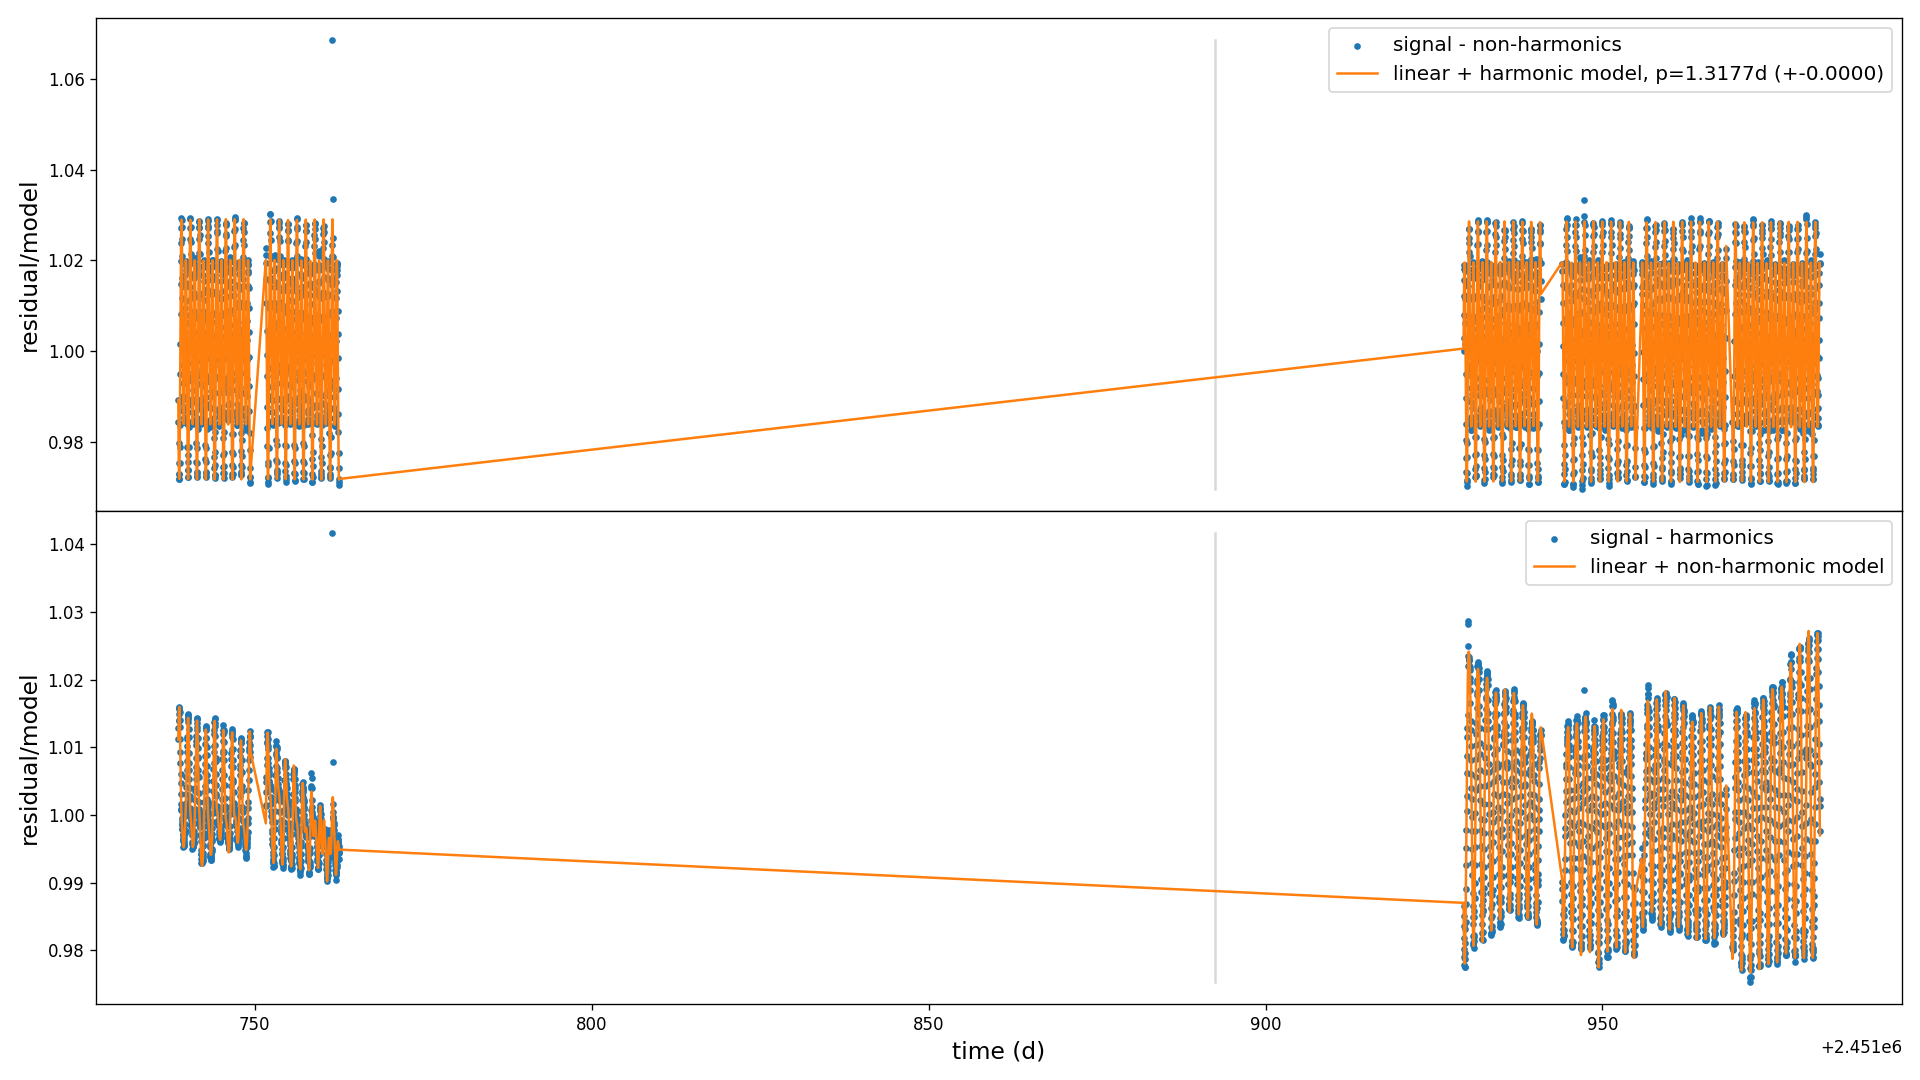 signal - non-harmonics
linear + harmonic model, p=1.3177d (+-0.0000)
1.06
1.04
1.02
1.00
0.98
residual/model
signal - harmonics
linear + non-harmonic model
1.04
1.03
1.02
1.01
1.00
0.99
0.98
residual/model
750
800
850
900
950
time (d)
+2.451e6